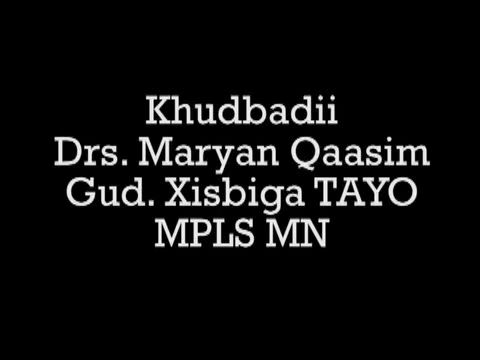 Khudbadii
Drs. Maryan Qaasim
Gud. Xisbiga TAYO
MPLS MN